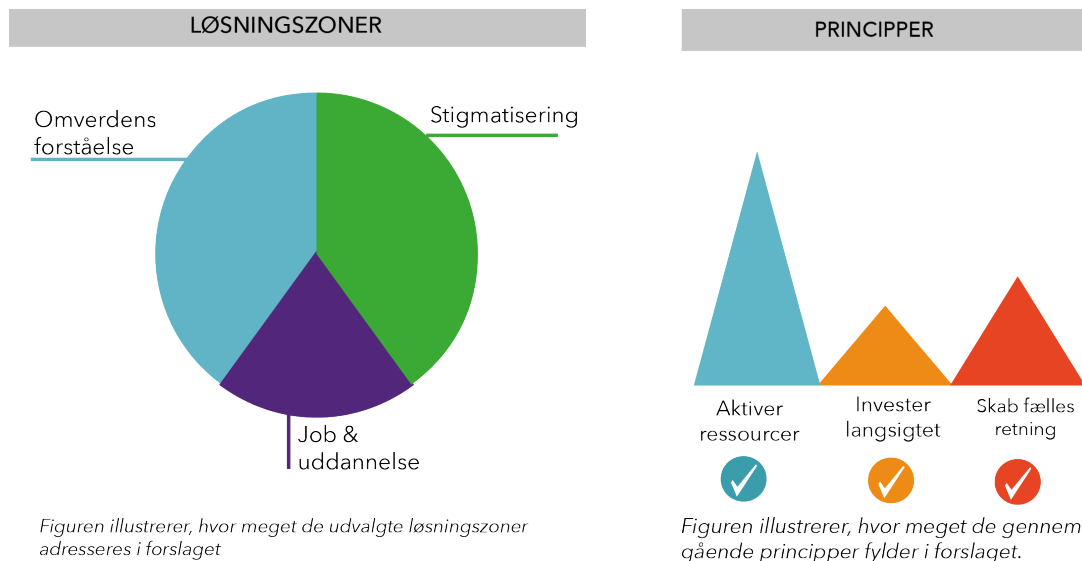 LØSNINGSZONER
Omverdens
forståelse
Stigmatisering
Job &
uddannelse
Figuren illustrerer, hvor meget de udvalgte løsningszoner
adresseres i forslaget
PRINCIPPER
Aktiver
ressourcer
Invester
langsigtet
Skab fælles
retning
Figuren illustrerer, hvor meget de gennem
gående principper fylder i forslaget.